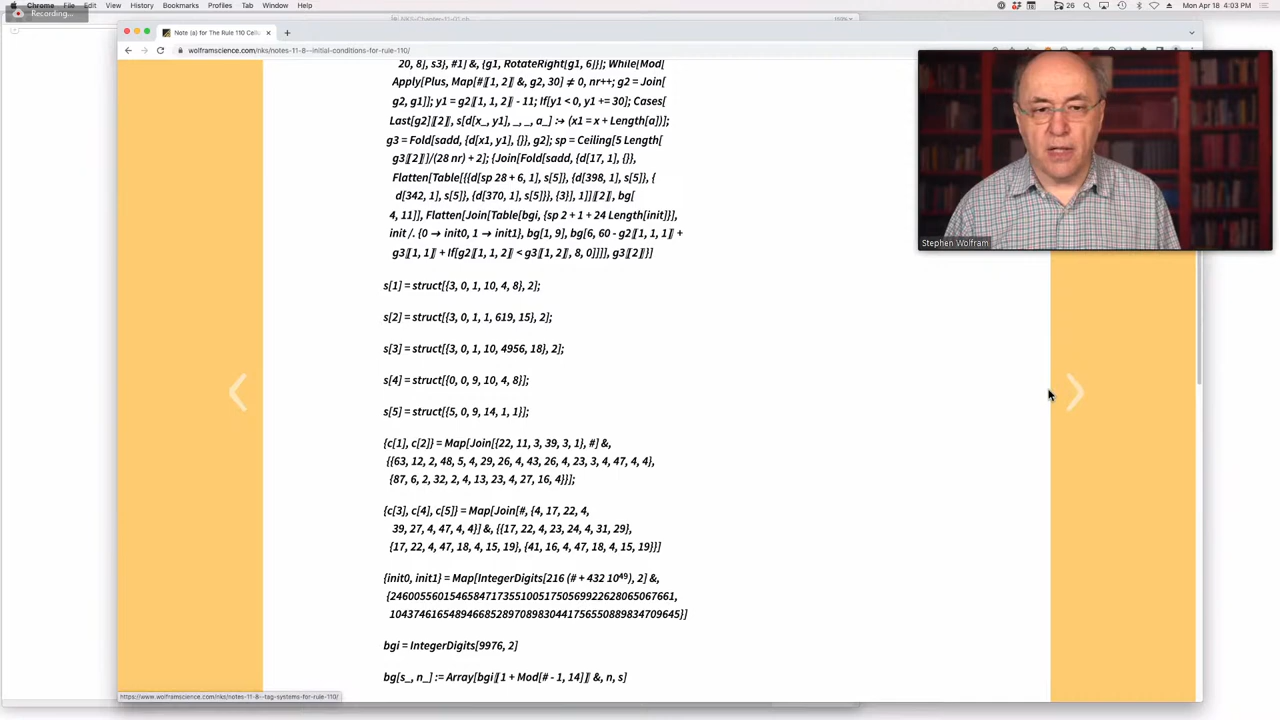 Chrome File Edit View History Bookmarks Profiles Tab Window Help
26
Mon Apr 18 4:03 PM
Recording...
NKS-Chapter-11-01.nb
Note (a) for The Rule 110 Cellu
wolframscience.com/nks/notes-11-8--initial-conditions-for-rule-110/
20, 8], s3}, #1] &, {g1, RotateRight[g1, 6]}]; While[Mod[
Apply[Plus, Map[#〚1, 2〛 &, g2, 30] ≠ 0, nr++; g2 = Join[
g2, g1]]; y1 = g2〚1, 1, 2〛 - 11; If[y1 < 0, y1 += 30]; Cases[
Last[g2]〚2〛, s[d[x_, y1], _, _, a_] :→ (x1 = x + Length[a])];
g3 = Fold[sadd, {d[x1, y1], {}}, g2]; sp = Ceiling[5 Length[
g3〚2〛]/(28 nr) + 2]; {Join[Fold[sadd, {d[17, 1], {}},
Flatten[Table[{{d[sp 28 + 6, 1], s[5]}, {d[398, 1], s[5]}, {
d[342, 1], s[5]}, {d[370, 1], s[5]}}, {3}], 1]]〚2〛, bg[
4, 11]], Flatten[Join[Table[bgi, {sp 2 + 1 + 24 Length[init]}],
init /. {0 → init0, 1 → init1}, bg[1, 9], bg[6, 60 - g2〚1, 1, 1〛 +
g3〚1, 1〛 + If[g2〚1, 1, 2〛 < g3〚1, 2〛, 8, 0]]]], g3〚2〛}]
s[1] = struct[{3, 0, 1, 10, 4, 8}, 2];
s[2] = struct[{3, 0, 1, 1, 619, 15}, 2];
s[3] = struct[{3, 0, 1, 10, 4956, 18}, 2];
s[4] = struct[{0, 0, 9, 10, 4, 8}];
s[5] = struct[{5, 0, 9, 14, 1, 1}];
{c[1], c[2]} = Map[Join[{22, 11, 3, 39, 3, 1}, #] &,
{{63, 12, 2, 48, 5, 4, 29, 26, 4, 43, 26, 4, 23, 3, 4, 47, 4, 4},
{87, 6, 2, 32, 2, 4, 13, 23, 4, 27, 16, 4}}];
{c[3], c[4], c[5]} = Map[Join[#, {4, 17, 22, 4,
39, 27, 4, 47, 4, 4}] &, {{17, 22, 4, 23, 24, 4, 31, 29},
{17, 22, 4, 47, 18, 4, 15, 19}, {41, 16, 4, 47, 18, 4, 15, 19}}]
{init0, init1} = Map[IntegerDigits[216 (# + 432 10⁴⁹), 2] &,
{246005560154658471735510051750569922628065067661,
1043746165489466852897089830441756550889834709645}]
bgi = IntegerDigits[9976, 2]
bg[s_, n_] := Array[bgi〚1 + Mod[# - 1, 14]〛 &, n, s]
Stephen Wolfram
https://www.wolframscience.com/nks/notes-11-8--tag-systems-for-rule-110/